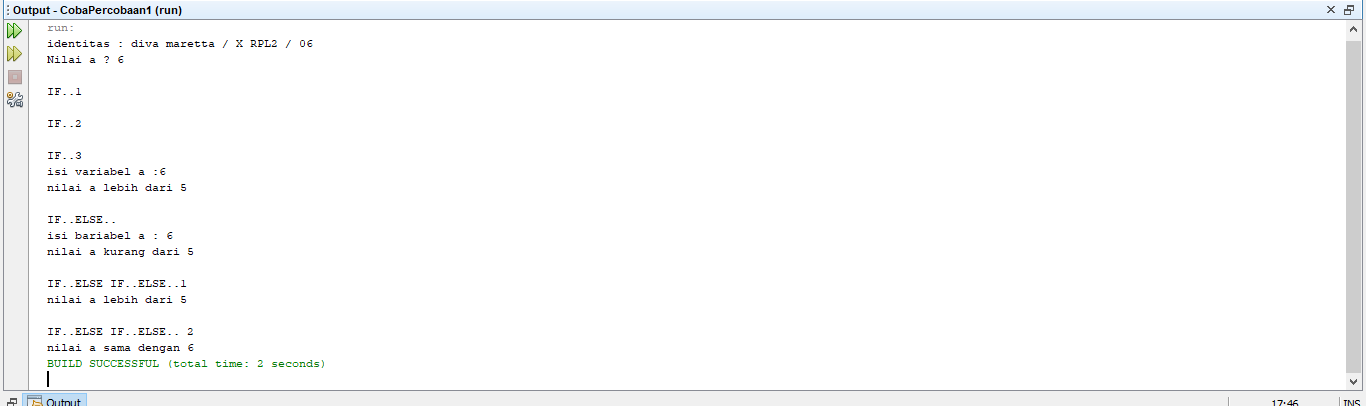 Output - CobaPercobaan1 (run)
run:
identitas : diva maretta / X RPL2 / 06
Nilai a ? 6
IF..1
IF..2
IF..3
isi variabel a :6
nilai a lebih dari 5
IF..ELSE..
isi bariabel a : 6
nilai a kurang dari 5
IF..ELSE IF..ELSE..1
nilai a lebih dari 5
IF..ELSE IF..ELSE.. 2
nilai a sama dengan 6
BUILD SUCCESSFUL (total time: 2 seconds)
Output
17:46
INS